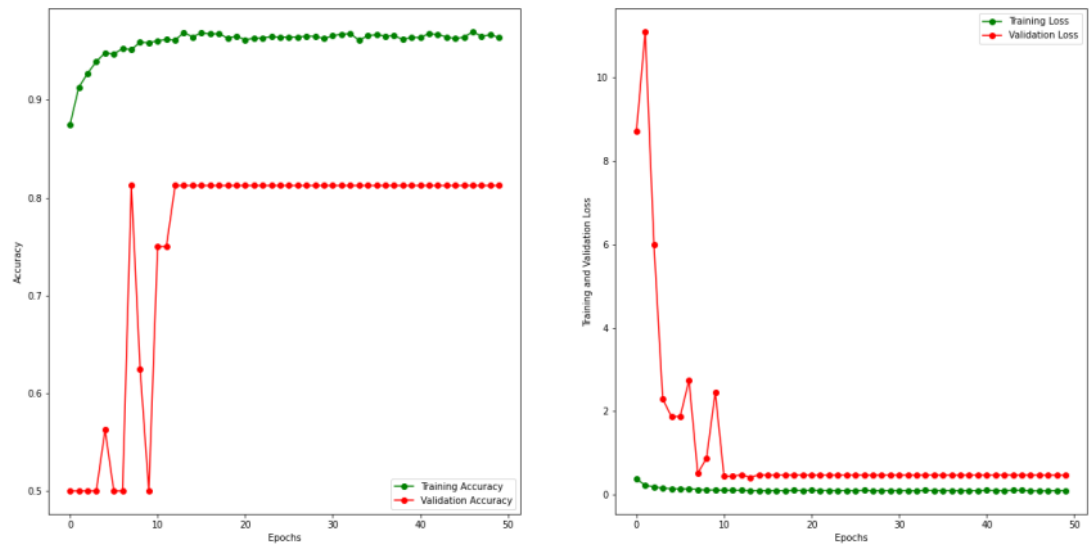 0.9
0.8
0.7
0.6
0.5
Accuracy
0 10 20 30 40 50
Epochs
Training Accuracy
Validation Accuracy
10
8
6
4
2
0
Training and Validation Loss
0 10 20 30 40 50
Epochs
Training Loss
Validation Loss